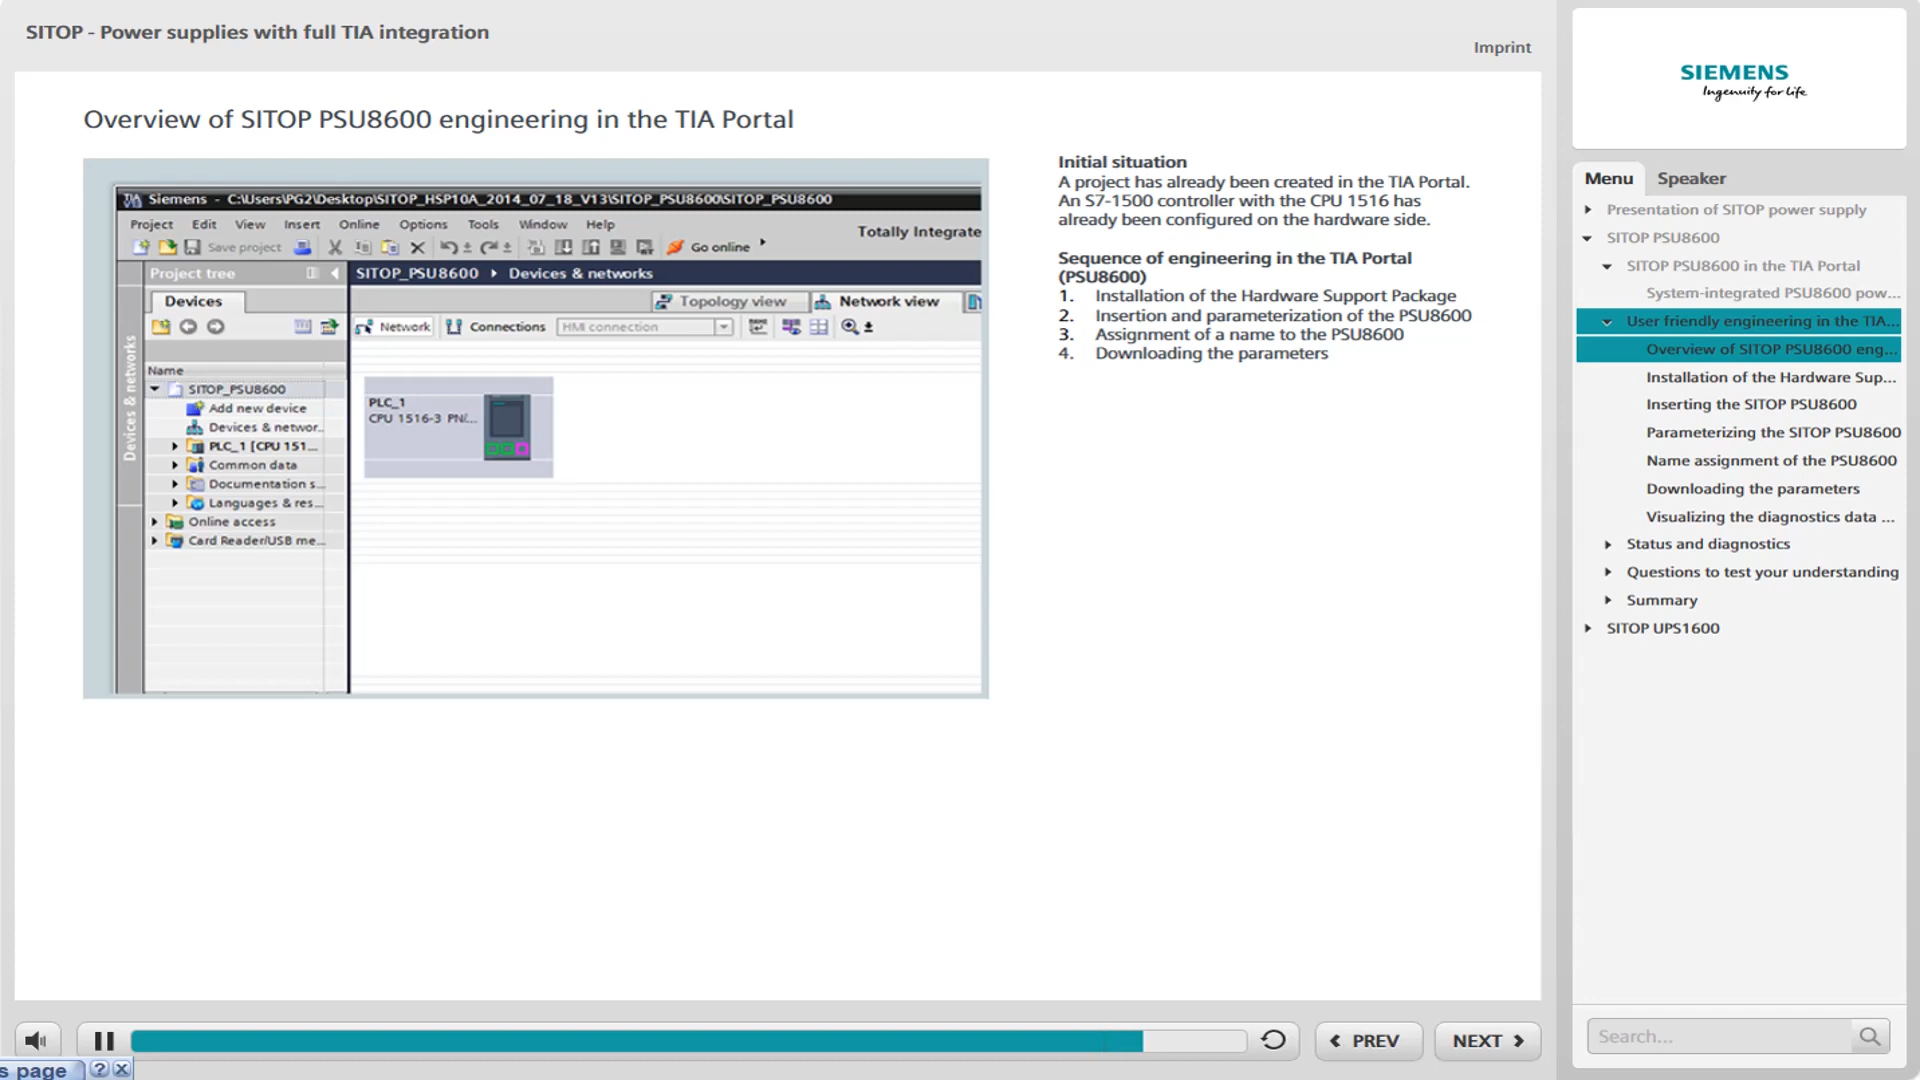 SITOP - Power supplies with full TIA integration
Imprint
Overview of SITOP PSU8600 engineering in the TIA Portal
Siemens - C:\Users\PG2\Desktop\SITOP_HSP10A_2014_07_18_V13\SITOP_PSU8600\SITOP_PSU8600
Project Edit View Insert Online Options Tools Window Help
Totally Integrate
Save project
Go online
Project tree
SITOP_PSU8600 Devices & networks
Devices
Topology view
Network view
Network
Connections
HMI connection
Devices & networks
Name
SITOP_PSU8600
Add new device
Devices & networ...
PLC_1 [CPU 151...
Common data
Documentation s...
Languages & res...
Online access
Card Reader/USB me...
PLC_1
CPU 1516-3 PN/...
Initial situation
A project has already been created in the TIA Portal.
An S7-1500 controller with the CPU 1516 has
already been configured on the hardware side.
Sequence of engineering in the TIA Portal
(PSU8600)
1. Installation of the Hardware Support Package
2. Insertion and parameterization of the PSU8600
3. Assignment of a name to the PSU8600
4. Downloading the parameters
SIEMENS
Ingenuity for life
Menu
Speaker
Presentation of SITOP power supply
SITOP PSU8600
SITOP PSU8600 in the TIA Portal
System-integrated PSU8600 pow...
User friendly engineering in the TIA...
Overview of SITOP PSU8600 eng...
Installation of the Hardware Sup...
Inserting the SITOP PSU8600
Parameterizing the SITOP PSU8600
Name assignment of the PSU8600
Downloading the parameters
Visualizing the diagnostics data ...
Status and diagnostics
Questions to test your understanding
Summary
SITOP UPS1600
PREV
NEXT
Search...
s page